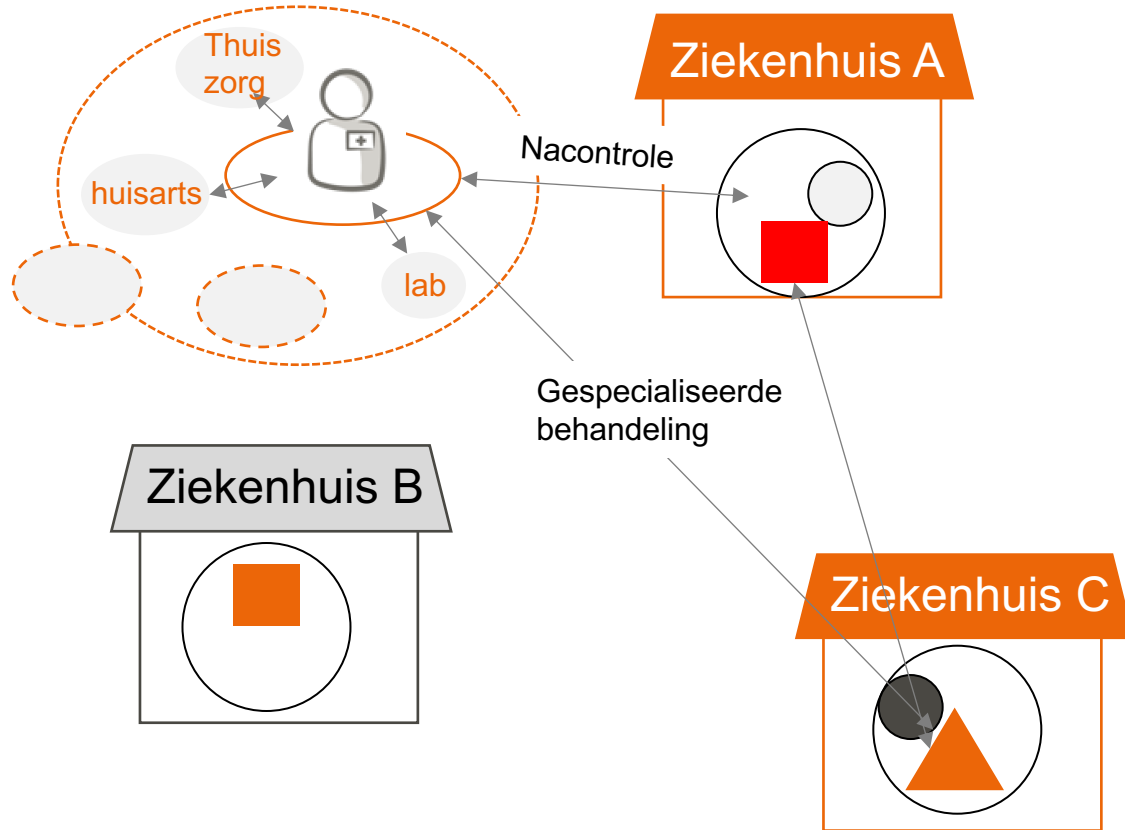 Thuis
zorg
huisarts
lab
Nacontrole
Ziekenhuis A
Gespecialiseerde
behandeling
Ziekenhuis B
Ziekenhuis C